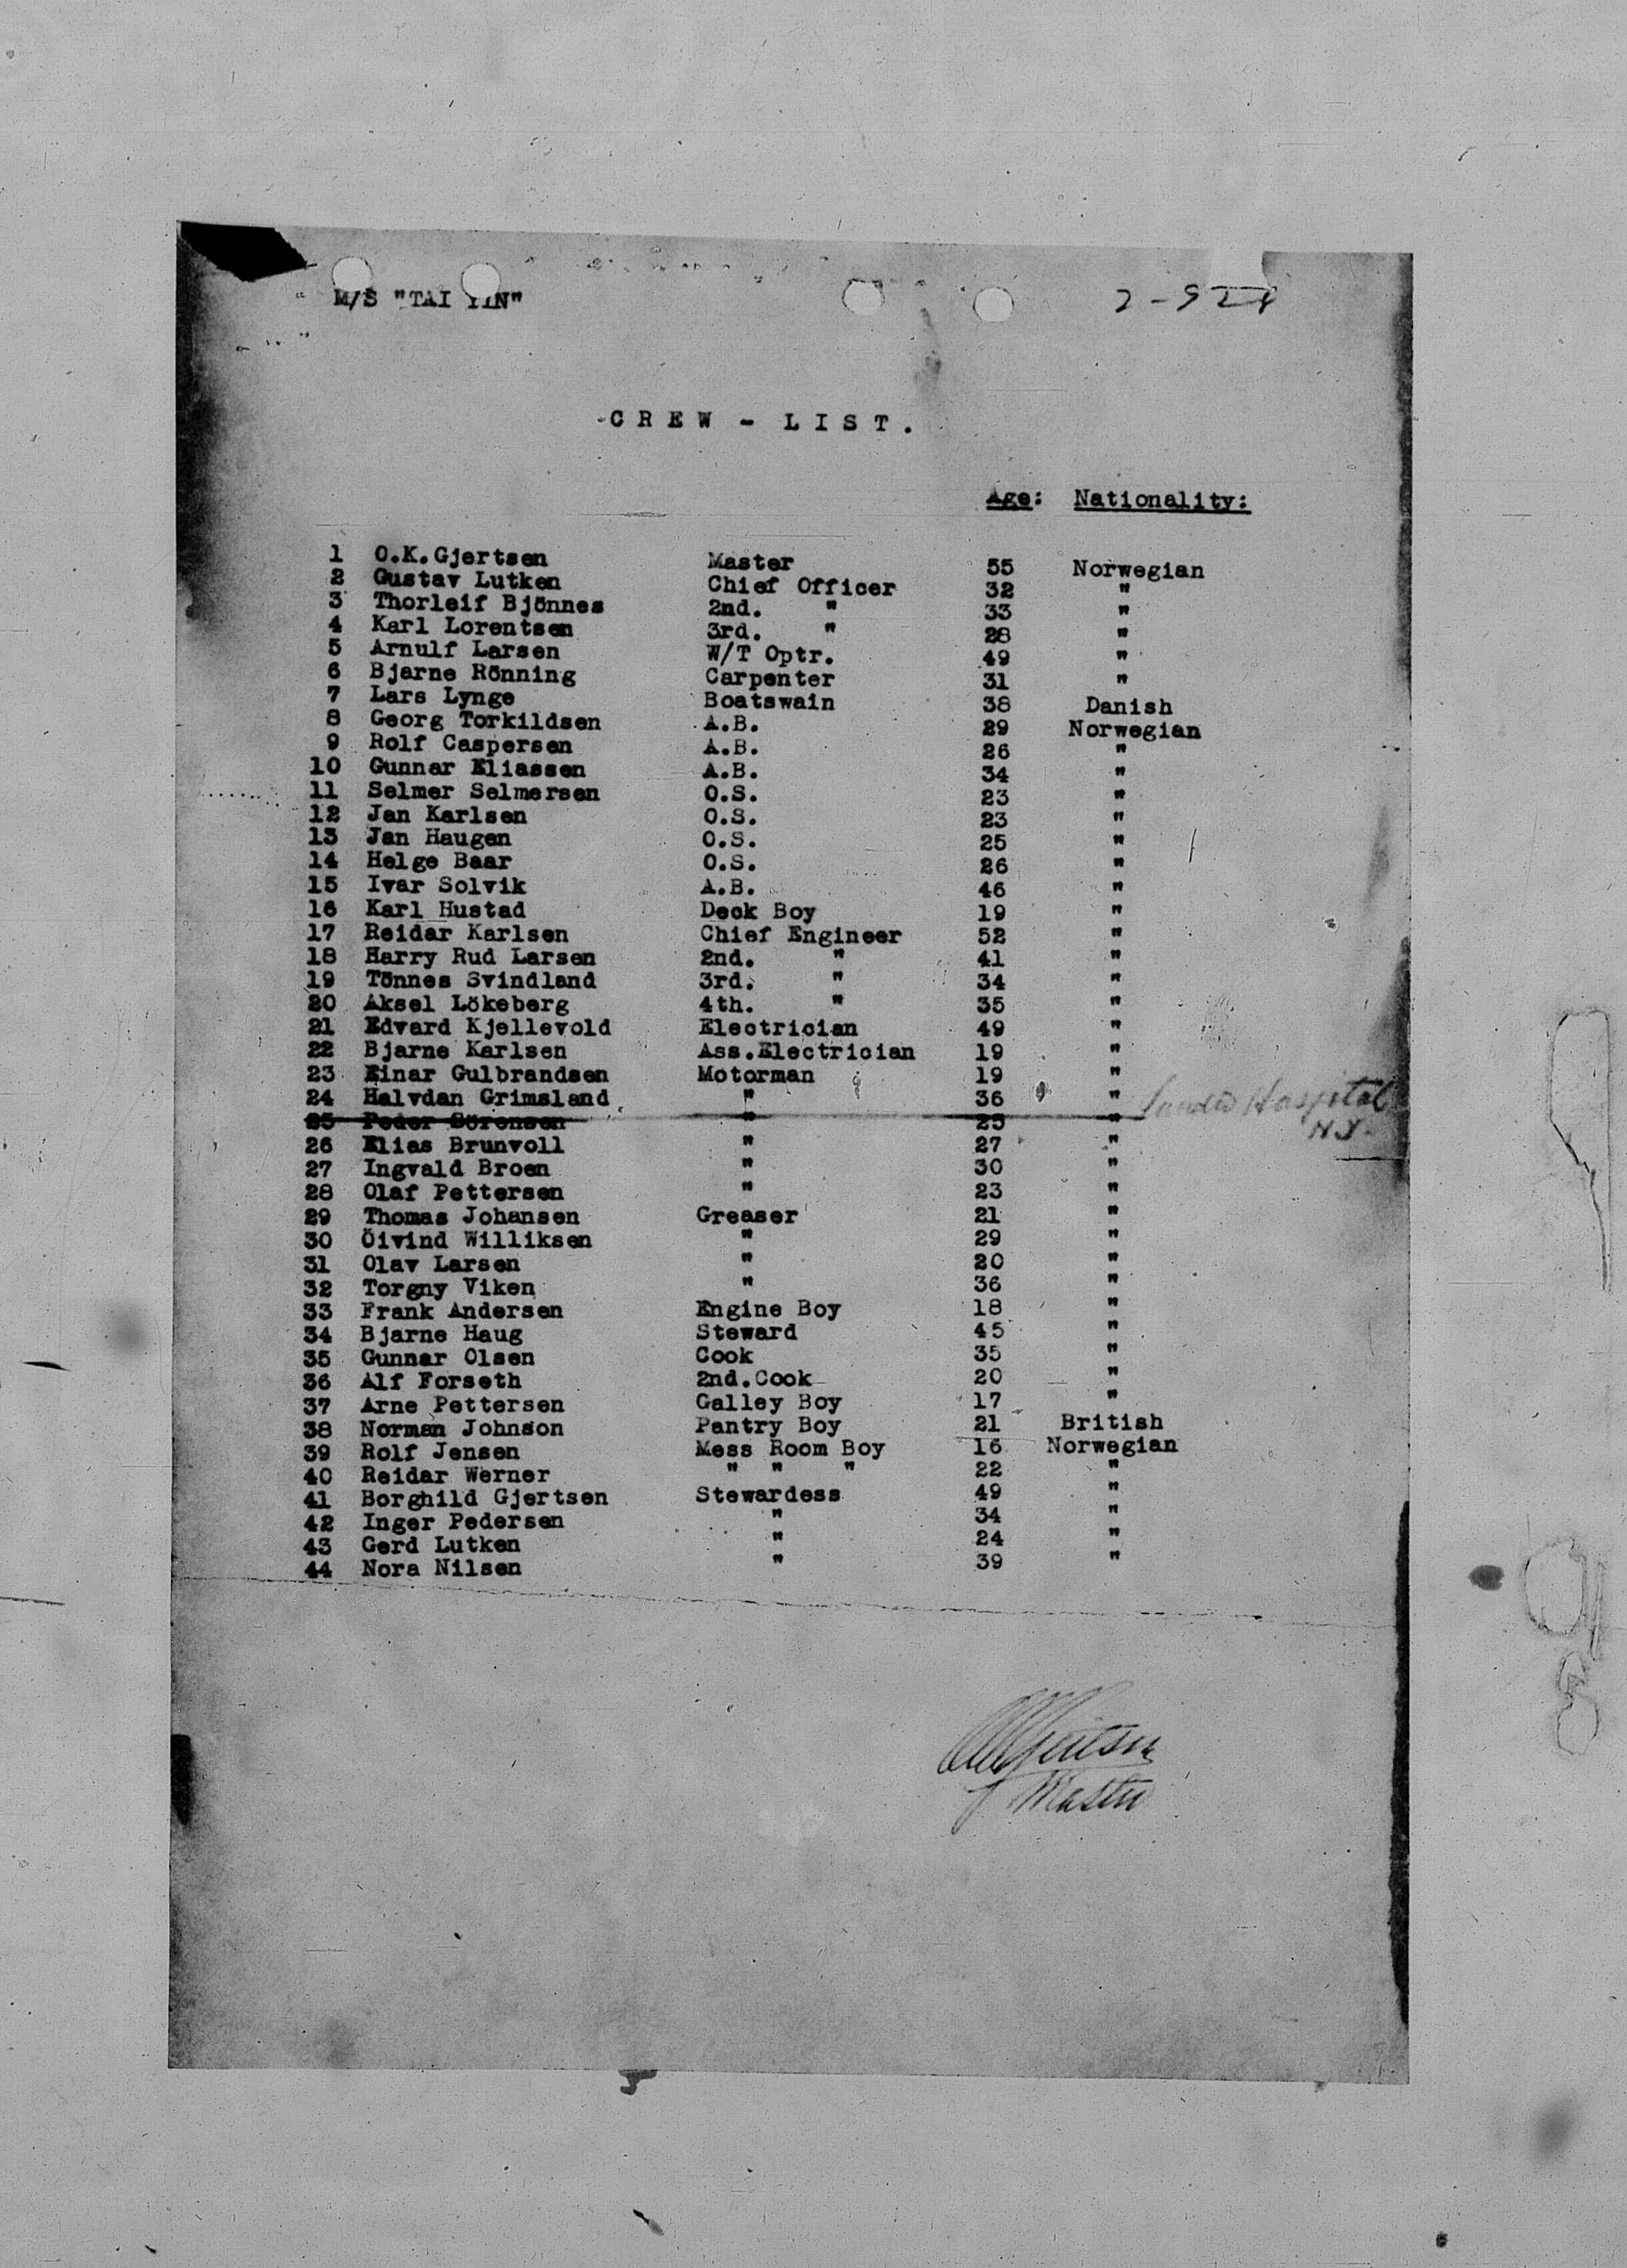 M/S "TAI YIN"
2-928
CREW - LIST.
Age: Nationality:
1 O.K.Gjertsen Master 55 Norwegian
2 Gustav Lutken Chief Officer 32 "
3 Thorleif Bjönnes 2nd. " 33 "
4 Karl Lorentsen 3rd. " 28 "
5 Arnulf Larsen W/T Optr. 49 "
6 Bjarne Rönning Carpenter 31 "
7 Lars Lynge Boatswain 38 Danish
8 Georg Torkildsen A.B. 29 Norwegian
9 Rolf Caspersen A.B. 26 "
10 Gunnar Eliassen A.B. 34 "
11 Selmer Selmersen O.S. 23 "
12 Jan Karlsen O.S. 23 "
13 Jan Haugen O.S. 25 "
14 Helge Baar O.S. 26 "
15 Ivar Solvik A.B. 46 "
16 Karl Hustad Deck Boy 19 "
17 Reidar Karlsen Chief Engineer 52 "
18 Harry Rud Larsen 2nd. " 41 "
19 Tönnes Svindland 3rd. " 34 "
20 Aksel Lökeberg 4th. " 35 "
21 Edvard Kjellevold Electrician 49 "
22 Bjarne Karlsen Ass.Electrician 19 "
23 Einar Gulbrandsen Motorman 19 "
24 Halvdan Grimsland " 36 "
25 Peder Sörensen " 25 " Hospital
N.Y.
26 Elias Brunvoll " 27 "
27 Ingvald Broen " 30 "
28 Olaf Pettersen " 23 "
29 Thomas Johansen Greaser 21 "
30 Öivind Williksen " 29 "
31 Olav Larsen " 20 "
32 Torgny Viken " 36 "
33 Frank Andersen Engine Boy 18 "
34 Bjarne Haug Steward 45 "
35 Gunnar Olsen Cook 35 "
36 Alf Forseth 2nd.Cook 20 "
37 Arne Pettersen Galley Boy 17 "
38 Norman Johnson Pantry Boy 21 British
39 Rolf Jensen Mess Room Boy 16 Norwegian
40 Reidar Werner " " " 22 "
41 Borghild Gjertsen Stewardess 49 "
42 Inger Pedersen " 34 "
43 Gerd Lutken " 24 "
44 Nora Nilsen " 39 "
OKGjertsen
Master